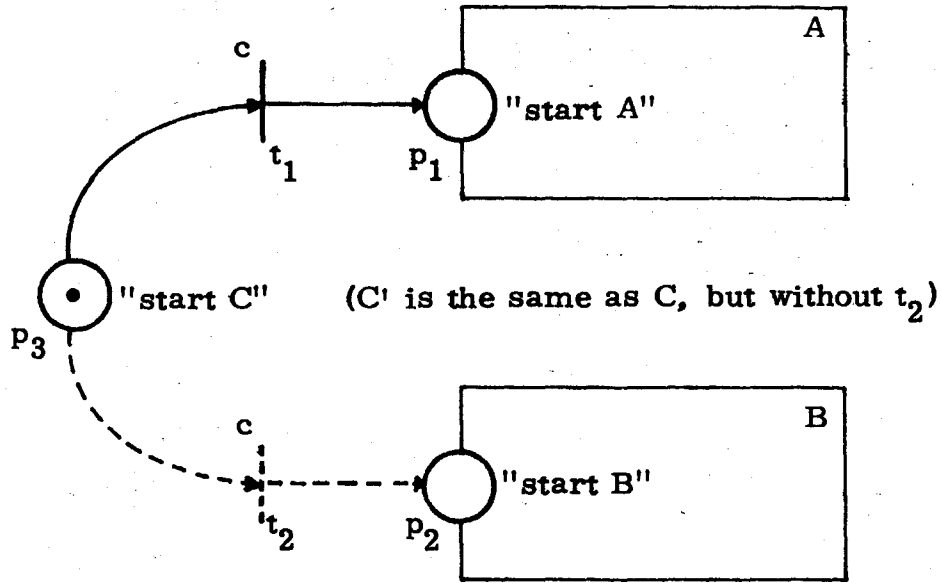 A
c
"start A"
t1
p1
"start C" (C' is the same as C, but without t2)
p3
B
c
"start B"
t2
p2